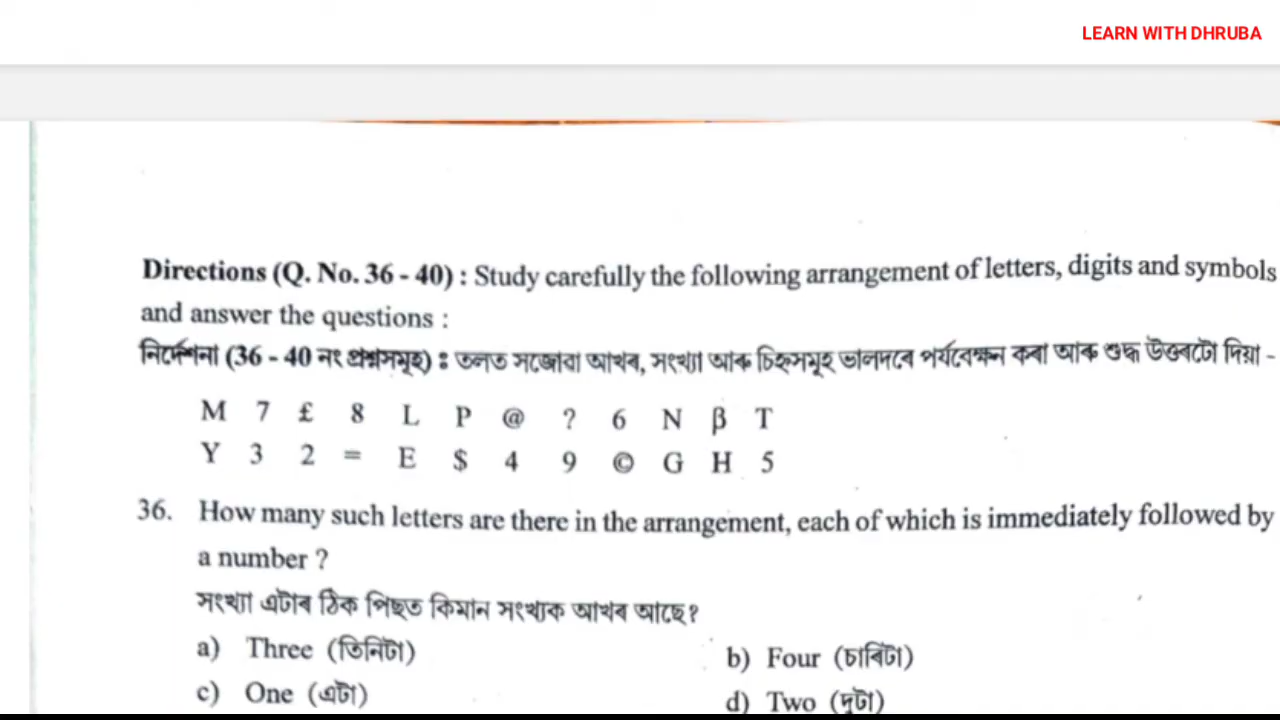 LEARN WITH DHRUBA
Directions (Q. No. 36 - 40) : Study carefully the following arrangement of letters, digits and symbols
and answer the questions :
নিৰ্দেশনা (36 - 40 নং প্ৰশ্নসমূহ) : তলত সজোৱা আখৰ, সংখ্যা আৰু চিহ্নসমূহ ভালদৰে পৰ্যবেক্ষন কৰা আৰু শুদ্ধ উত্তৰটো দিয়া -
M 7 £ 8 L P @ ? 6 N β T
Y 3 2 = E $ 4 9 © G H 5
36. How many such letters are there in the arrangement, each of which is immediately followed by
a number ?
সংখ্যা এটাৰ ঠিক পিছত কিমান সংখ্যক আখৰ আছে?
a) Three (তিনিটা)
b) Four (চাৰিটা)
c) One (এটা)
d) Two (দুটা)